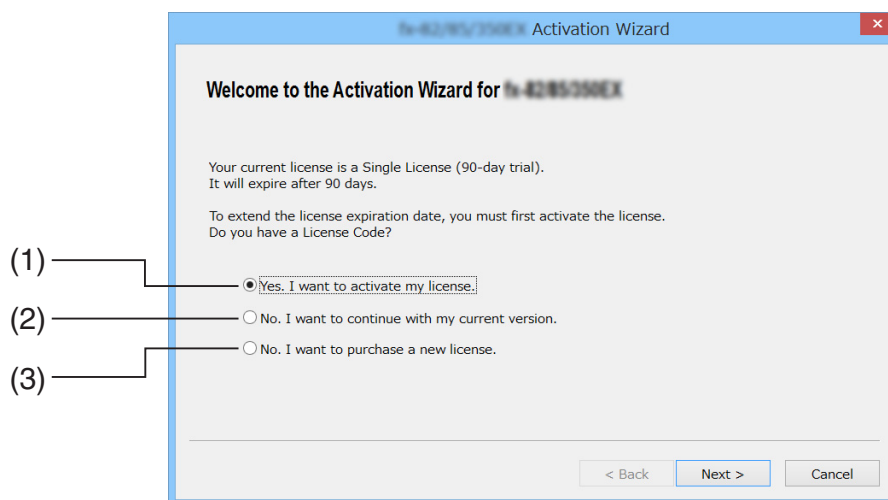 Activation Wizard
Welcome to the Activation Wizard for
Your current license is a Single License (90-day trial).
It will expire after 90 days.
To extend the license expiration date, you must first activate the license.
Do you have a License Code?
(1)
Yes. I want to activate my license.
(2)
No. I want to continue with my current version.
(3)
No. I want to purchase a new license.
< Back
Next >
Cancel